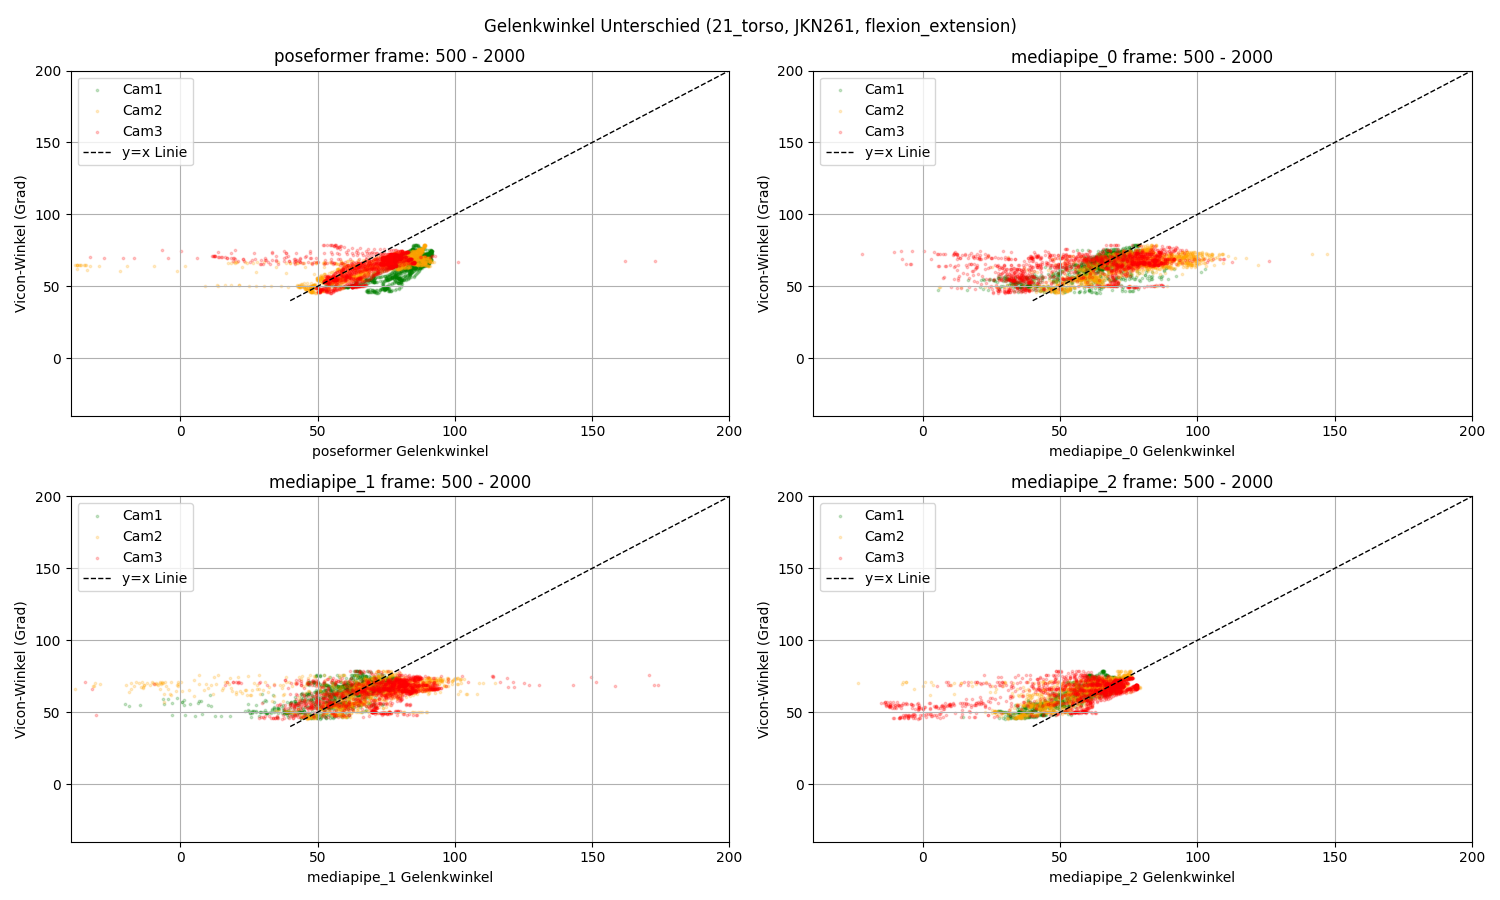 Gelenkwinkel Unterschied (21_torso, JKN261, flexion_extension)
poseformer frame: 500 - 2000
200
150
100
50
0
Vicon-Winkel (Grad)
Cam1
Cam2
Cam3
y=x Linie
0
50
100
150
200
poseformer Gelenkwinkel
mediapipe_0 frame: 500 - 2000
200
150
100
50
0
Vicon-Winkel (Grad)
Cam1
Cam2
Cam3
y=x Linie
0
50
100
150
200
mediapipe_0 Gelenkwinkel
mediapipe_1 frame: 500 - 2000
200
150
100
50
0
Vicon-Winkel (Grad)
Cam1
Cam2
Cam3
y=x Linie
0
50
100
150
200
mediapipe_1 Gelenkwinkel
mediapipe_2 frame: 500 - 2000
200
150
100
50
0
Vicon-Winkel (Grad)
Cam1
Cam2
Cam3
y=x Linie
0
50
100
150
200
mediapipe_2 Gelenkwinkel